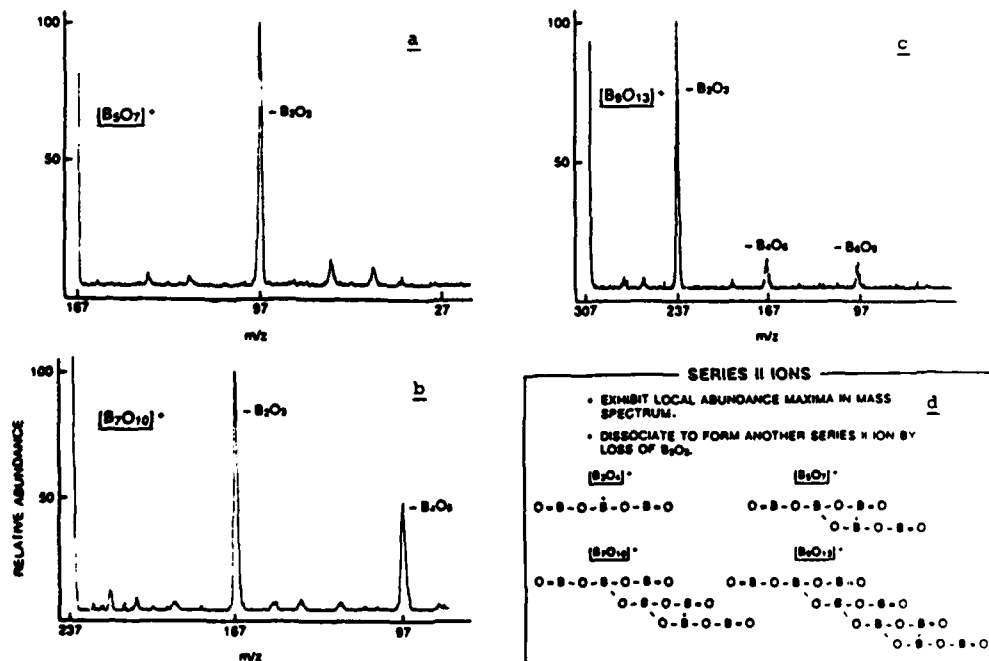 100
a
[B5O7]+
- B2O3
50
167
97
27
m/z
100
c
[B9O13]+
- B2O3
50
- B4O6
- B6O9
307
237
167
97
m/z
RELATIVE ABUNDANCE
100
b
[B7O10]+
- B2O3
50
- B4O6
237
167
97
m/z
SERIES II IONS
d
• EXHIBIT LOCAL ABUNDANCE MAXIMA IN MASS
SPECTRUM.
• DISSOCIATE TO FORM ANOTHER SERIES II ION BY
LOSS OF B2O3.
[B3O4]+
[B5O7]+
O=B-O-B-O-B=O
O=B-O-B-O-B=O
O-B-O-B=O
[B7O10]+
[B9O13]+
O=B-O-B-O-B=O
O=B-O-B-O-B=O
O-B-O-B=O
O-B-O-B=O
O-B-O-B=O
O-B-O-B=O
O-B-O-B=O